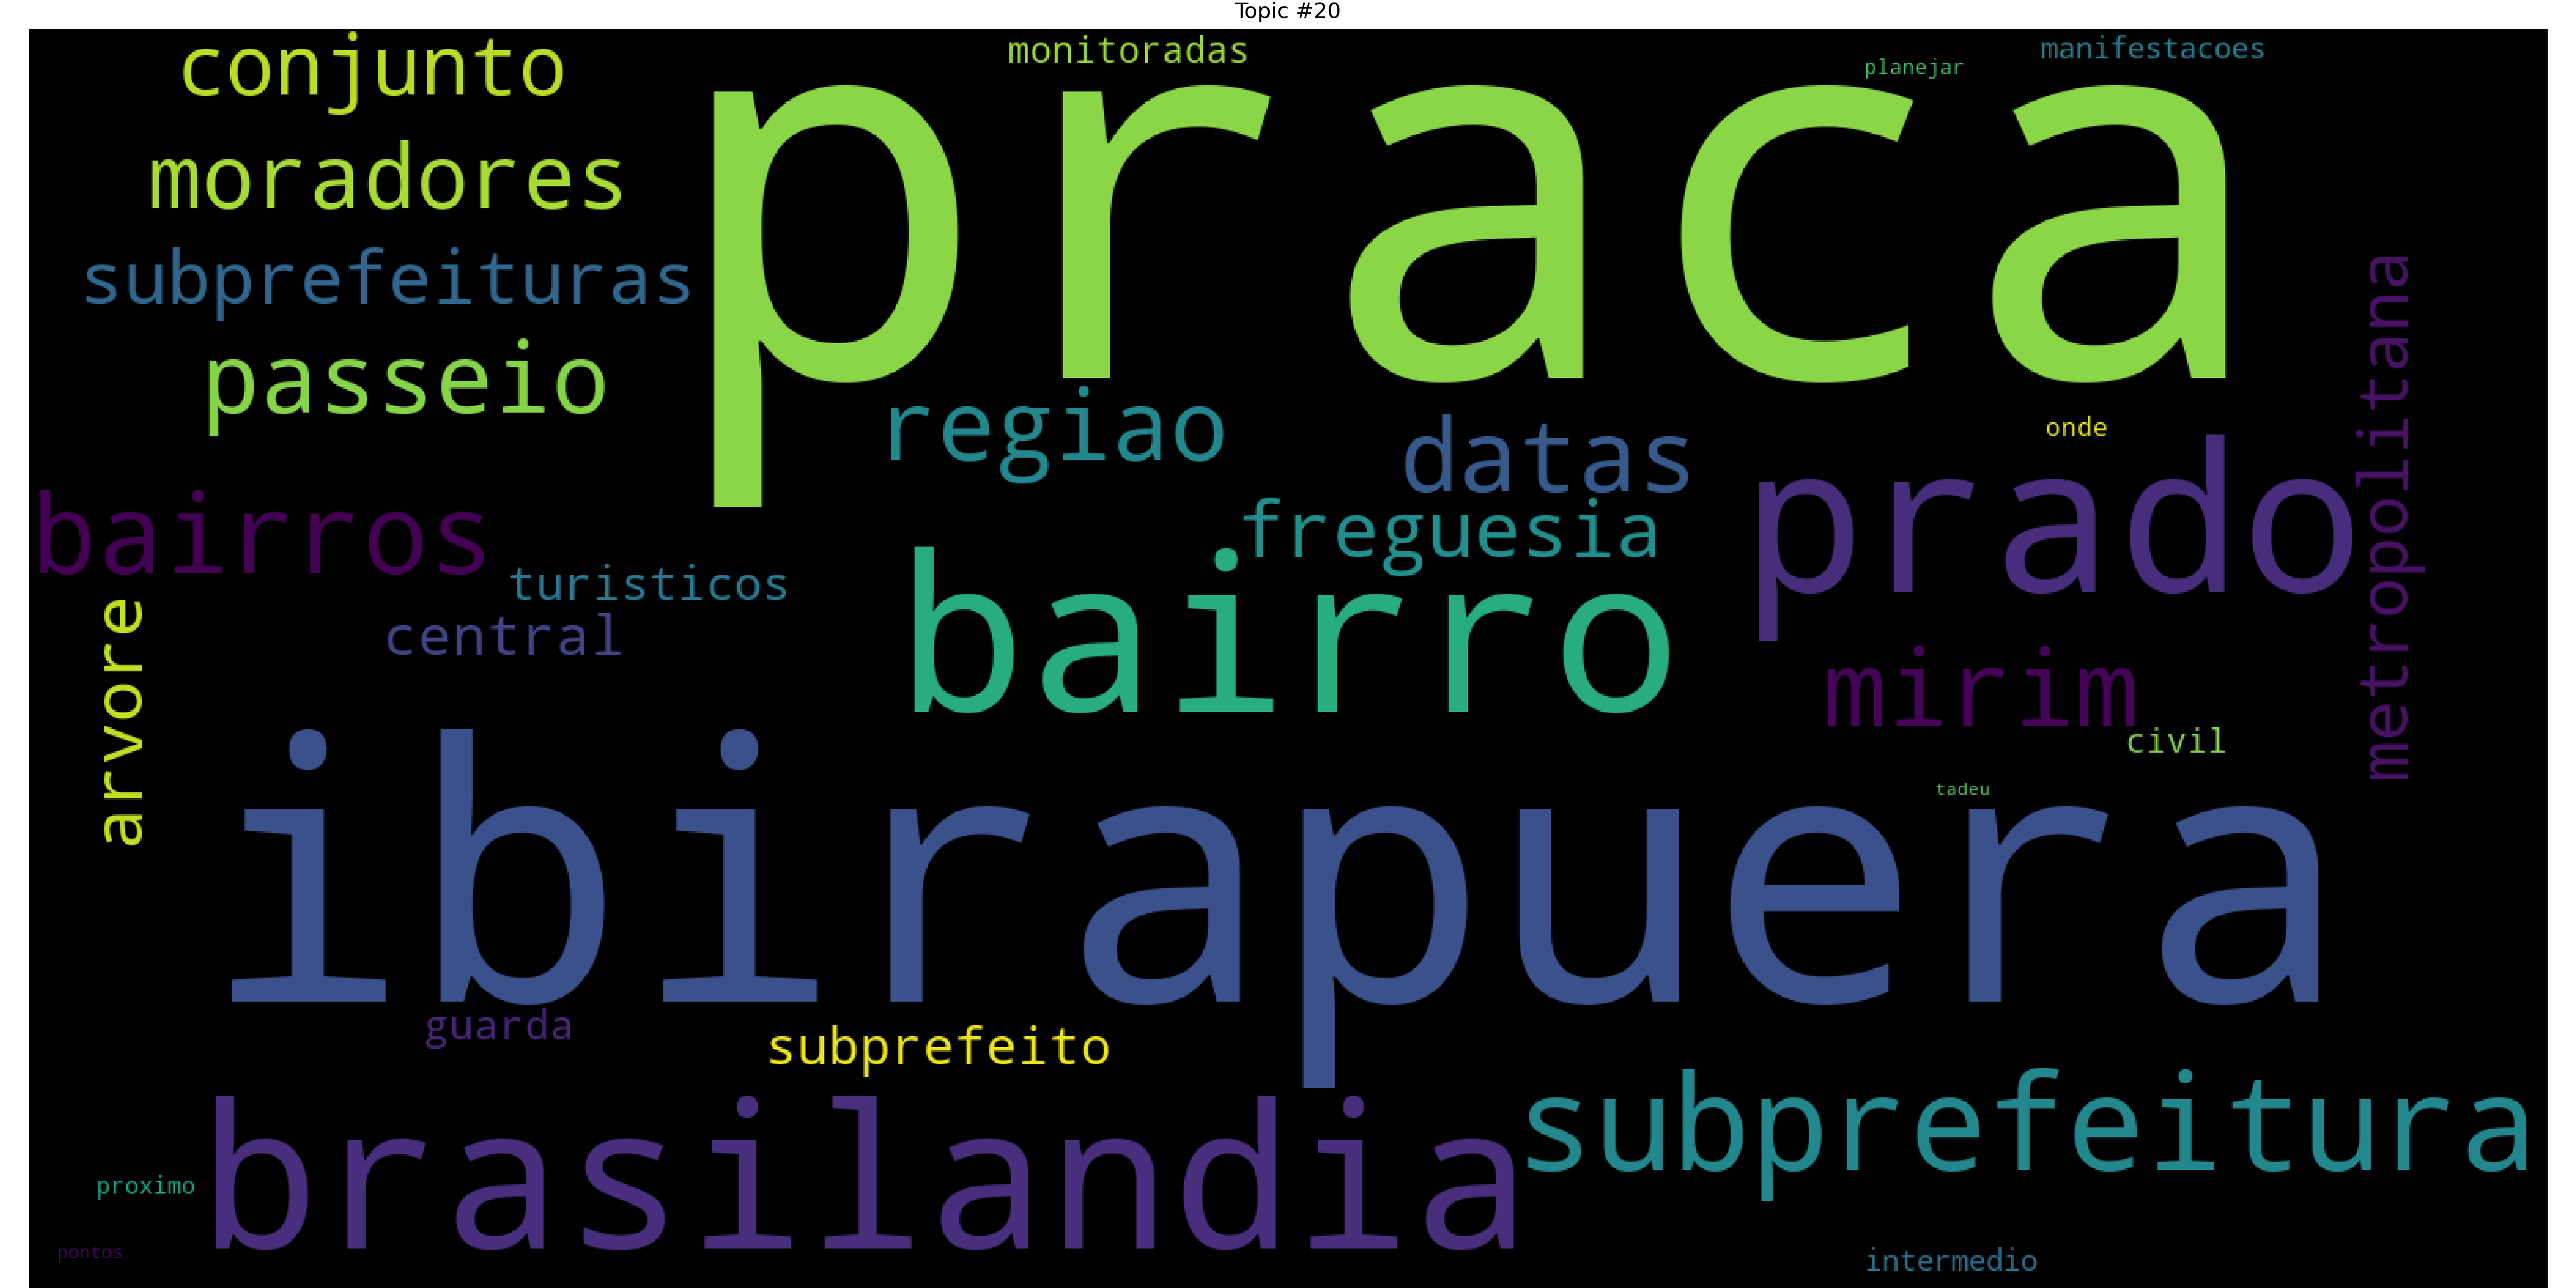 Topic #20
conjunto
monitoradas
planejar
manifestacoes
praca
moradores
subprefeituras
passeio
regiao
datas
onde
prado
metropolitana
bairros
freguesia
turisticos
bairro
central
arvore
mirim
civil
tadeu
ibirapuera
guarda
subprefeito
brasilandia
subprefeitura
proximo
pontos
intermedio